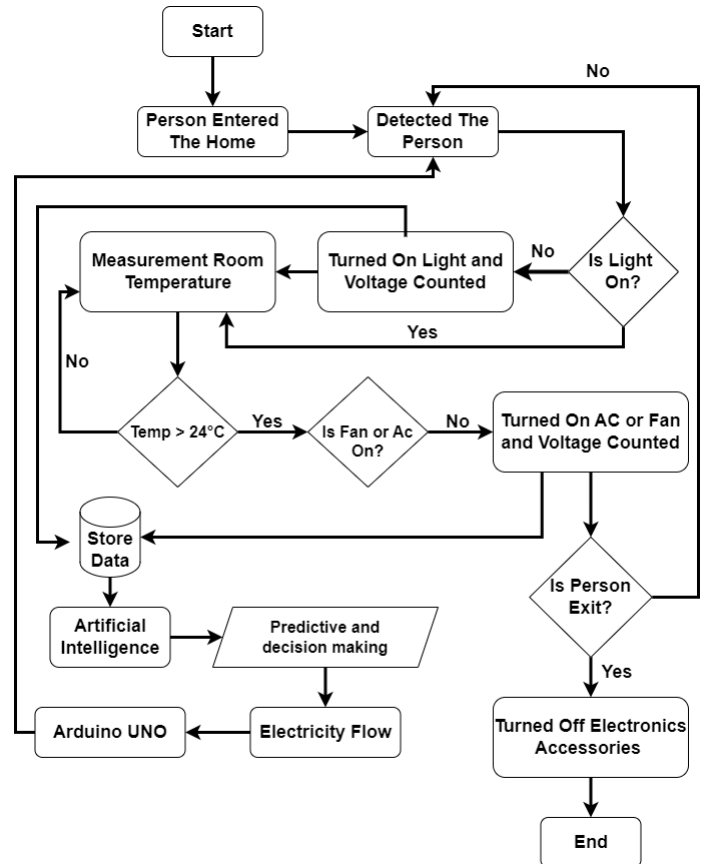 Start
No
Person Entered
The Home
Detected The
Person
Measurement Room
Temperature
Turned On Light and
Voltage Counted
No
Is Light
On?
Yes
No
Temp > 24°C
Yes
Is Fan or Ac
On?
No
Turned On AC or Fan
and Voltage Counted
Store
Data
Is Person
Exit?
Artificial
Intelligence
Predictive and
decision making
Yes
Arduino UNO
Electricity Flow
Turned Off Electronics
Accessories
End